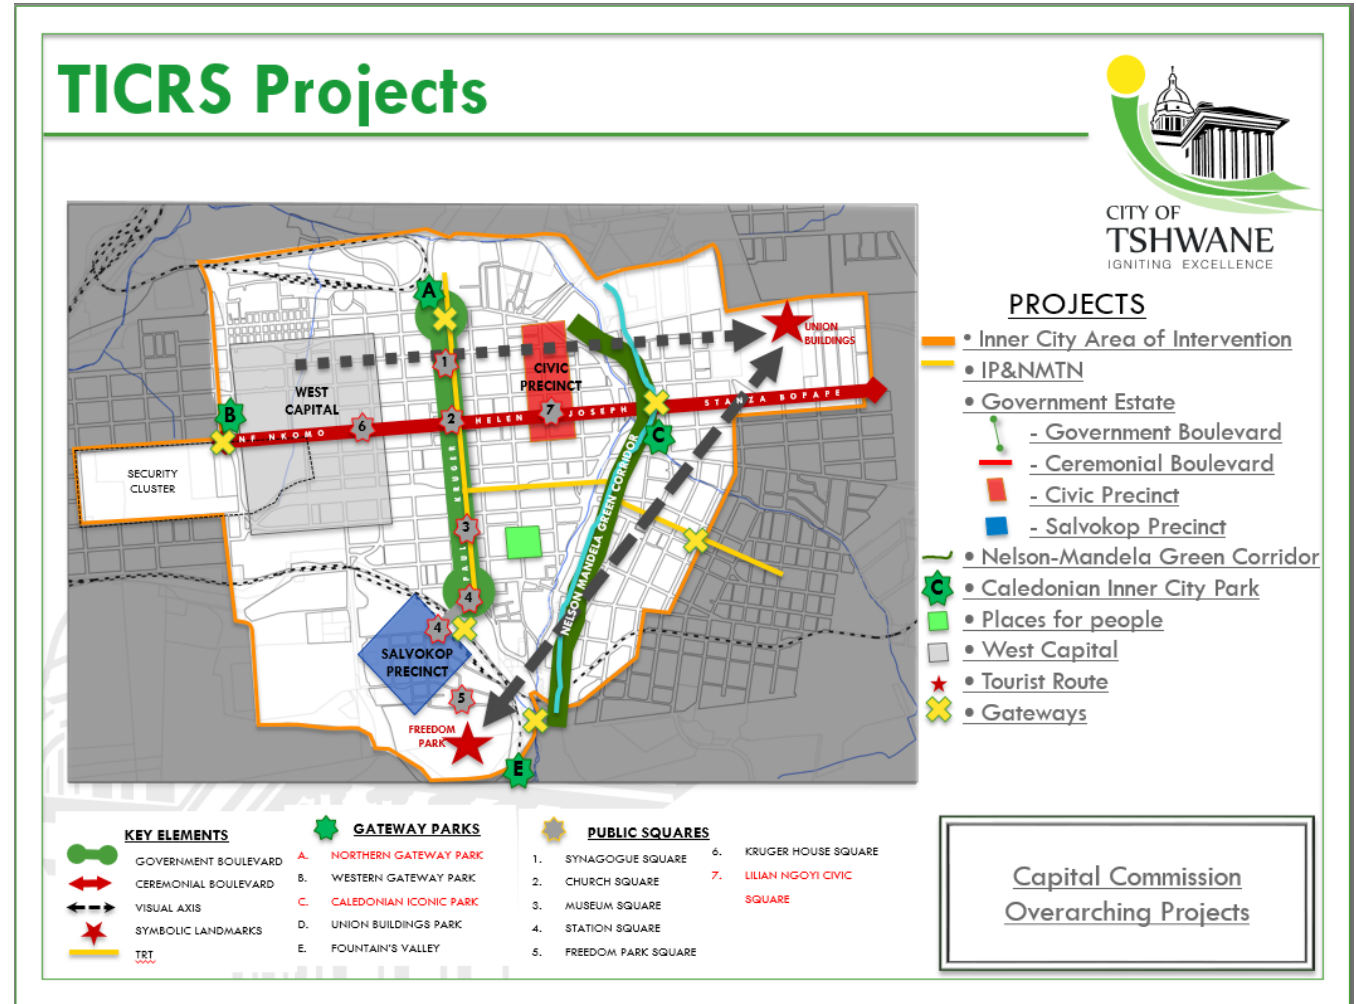 TICRS Projects
CITY OF
TSHWANE
IGNITING EXCELLENCE
A
UNION
BUILDINGS
1
CIVIC
PRECINCT
WEST
CAPITAL
B
NF NKOMO
6
2
HELEN
7
JOSEPH
STANZA BOPAPE
C
SECURITY
CLUSTER
PAUL KRUGER
3
NELSON MANDELA GREEN CORRIDOR
4
4
SALVOKOP
PRECINCT
5
FREEDOM
PARK
E
PROJECTS
• Inner City Area of Intervention
• IP&NMTN
• Government Estate
- Government Boulevard
- Ceremonial Boulevard
- Civic Precinct
- Salvokop Precinct
• Nelson-Mandela Green Corridor
C • Caledonian Inner City Park
• Places for people
• West Capital
• Tourist Route
• Gateways
KEY ELEMENTS
GOVERNMENT BOULEVARD
CEREMONIAL BOULEVARD
VISUAL AXIS
SYMBOLIC LANDMARKS
TRT
GATEWAY PARKS
A. NORTHERN GATEWAY PARK
B. WESTERN GATEWAY PARK
C. CALEDONIAN ICONIC PARK
D. UNION BUILDINGS PARK
E. FOUNTAIN'S VALLEY
PUBLIC SQUARES
1. SYNAGOGUE SQUARE
2. CHURCH SQUARE
3. MUSEUM SQUARE
4. STATION SQUARE
5. FREEDOM PARK SQUARE
6. KRUGER HOUSE SQUARE
7. LILIAN NGOYI CIVIC
SQUARE
Capital Commission
Overarching Projects